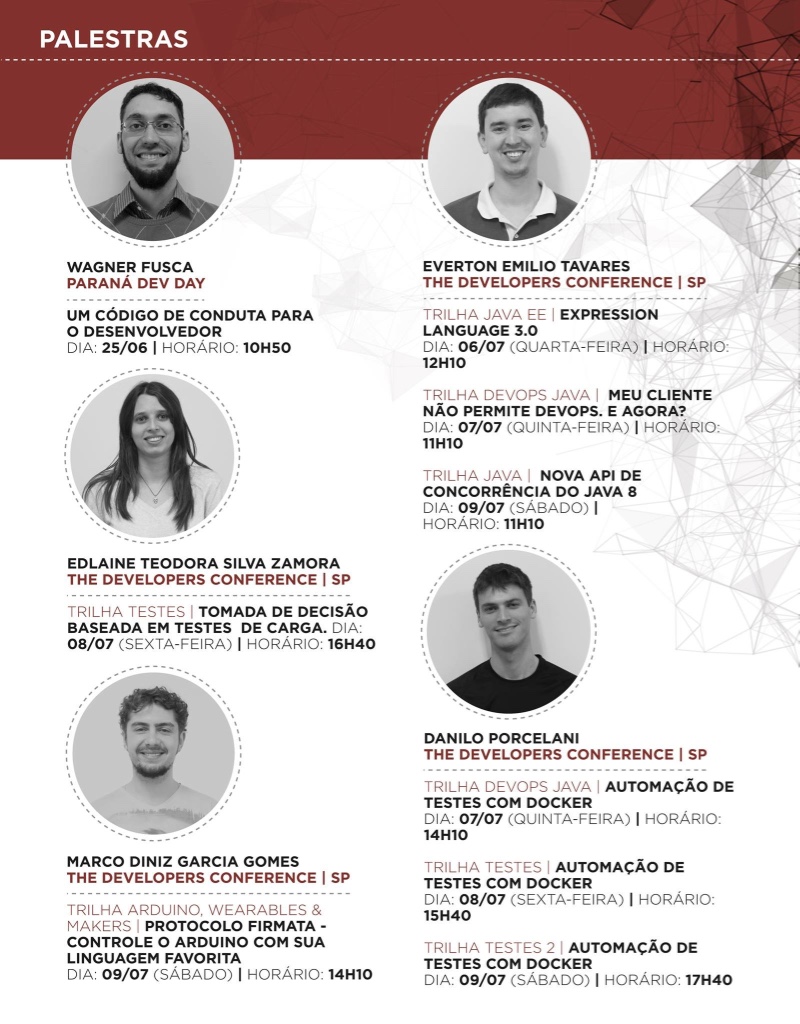 PALESTRAS
WAGNER FUSCA
PARANÁ DEV DAY
UM CÓDIGO DE CONDUTA PARA
O DESENVOLVEDOR
DIA: 25/06 | HORÁRIO: 10H50
EDLAINE TEODORA SILVA ZAMORA
THE DEVELOPERS CONFERENCE | SP
TRILHA TESTES | TOMADA DE DECISÃO
BASEADA EM TESTES DE CARGA. DIA:
08/07 (SEXTA-FEIRA) | HORÁRIO: 16H40
MARCO DINIZ GARCIA GOMES
THE DEVELOPERS CONFERENCE | SP
TRILHA ARDUINO, WEARABLES &
MAKERS | PROTOCOLO FIRMATA -
CONTROLE O ARDUINO COM SUA
LINGUAGEM FAVORITA
DIA: 09/07 (SÁBADO) | HORÁRIO: 14H10
EVERTON EMILIO TAVARES
THE DEVELOPERS CONFERENCE | SP
TRILHA JAVA EE | EXPRESSION
LANGUAGE 3.0
DIA: 06/07 (QUARTA-FEIRA) | HORÁRIO:
12H10
TRILHA DEVOPS JAVA | MEU CLIENTE
NÃO PERMITE DEVOPS. E AGORA?
DIA: 07/07 (QUINTA-FEIRA) | HORÁRIO:
11H10
TRILHA JAVA | NOVA API DE
CONCORRÊNCIA DO JAVA 8
DIA: 09/07 (SÁBADO) |
HORÁRIO: 11H10
DANILO PORCELANI
THE DEVELOPERS CONFERENCE | SP
TRILHA DEVOPS JAVA | AUTOMAÇÃO DE
TESTES COM DOCKER
DIA: 07/07 (QUINTA-FEIRA) | HORÁRIO:
14H10
TRILHA TESTES | AUTOMAÇÃO DE
TESTES COM DOCKER
DIA: 08/07 (SEXTA-FEIRA) | HORÁRIO:
15H40
TRILHA TESTES 2 | AUTOMAÇÃO DE
TESTES COM DOCKER
DIA: 09/07 (SÁBADO) | HORÁRIO: 17H40